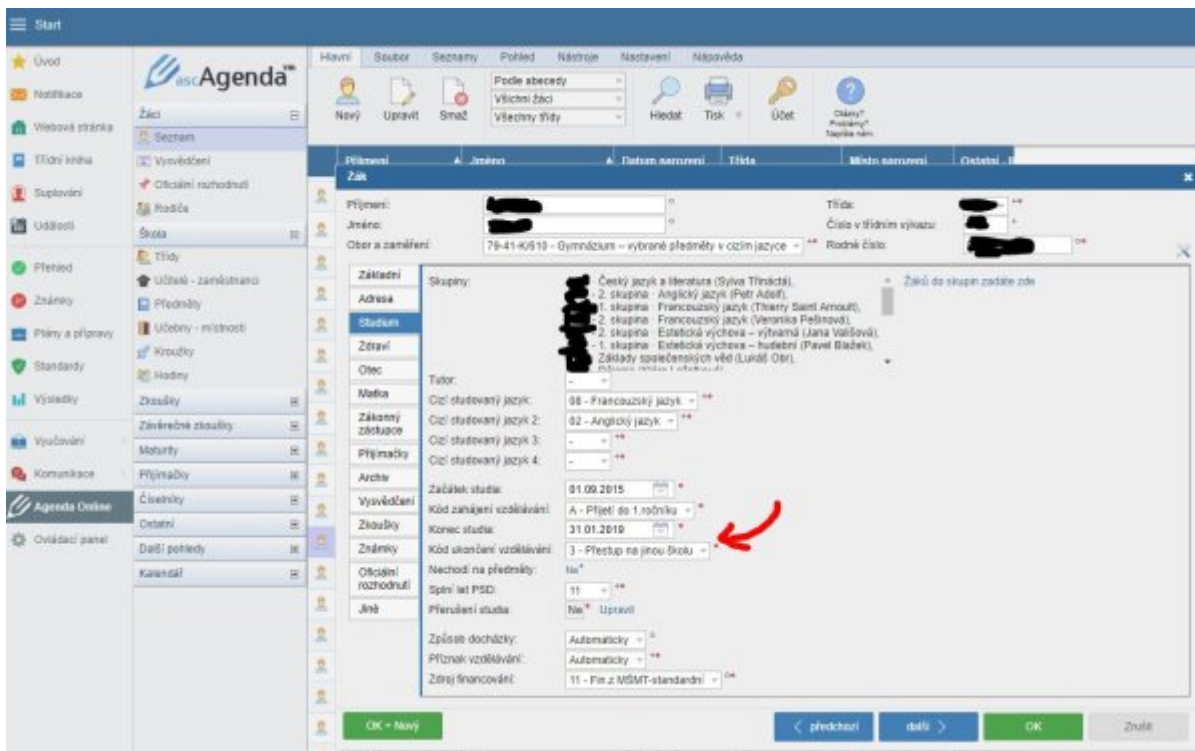 Start
Úvod
Notifikace
Webová stránka
Třídní kniha
Suplování
Události
Přehled
Známky
Plány a přípravy
Standardy
Výsledky
Vyučování
Komunikace
Agenda Online
Ovládací panel
ascAgenda™
Žáci
Seznam
Vysvědčení
Oficiální rozhodnutí
Rodiče
Škola
Třídy
Učitelé - zaměstnanci
Předměty
Učebny - místnosti
Kroužky
Hodiny
Zkoušky
Závěrečné zkoušky
Maturity
Přijímačky
Číselníky
Ostatní
Další pohledy
Kalendář
Hlavní Soubor Seznamy Pohled Nástroje Nastavení Nápověda
Podle abecedy
Všichni žáci
Všechny třídy
Nový Upravit Smaž Hledat Tisk Účet
Otázky?
Problémy?
Napište nám
Příjmení Jméno Datum narození Třída Místo narození Ostatní
Žák
Příjmení: Třída:
Jméno: Číslo v třídním výkazu:
Obor a zaměření: 79-41-K/610 - Gymnázium – vybrané předměty v cizím jazyce Rodné číslo:
Základní
Adresa
Studium
Zdraví
Otec
Matka
Zákonný
zástupce
Přijímačky
Archiv
Vysvědčení
Zkoušky
Známky
Oficiální
rozhodnutí
Jiné
Skupiny: Český jazyk a literatura (Sylva Třináctá), Žáků do skupin zadáte zde
- 2. skupina - Anglický jazyk (Petr Adolf),
1. skupina - Francouzský jazyk (Thierry Saint Arnoult),
- 2. skupina - Francouzský jazyk (Veronika Pešinová),
- 2. skupina - Estetická výchova – výtvarná (Jana Vališová),
- 1. skupina - Estetická výchova – hudební (Pavel Blažek),
Základy společenských věd (Lukáš Obr),
Tutor: -
Cizí studovaný jazyk: 08 - Francouzský jazyk
Cizí studovaný jazyk 2: 02 - Anglický jazyk
Cizí studovaný jazyk 3: -
Cizí studovaný jazyk 4: -
Začátek studia: 01.09.2015
Kód zahájení vzdělávání: A - Přijetí do 1.ročníku
Konec studia: 31.01.2019
Kód ukončení vzdělávání: 3 - Přestup na jinou školu
Nechodí na předměty: Ne
Splní let PSD: 11
Přerušení studia: Ne Upravit
Způsob docházky: Automaticky
Příznak vzdělávání: Automaticky
Zdroj financování: 11 - Fin.z MŠMT-standardní
OK + Nový předchozí další OK Zrušit